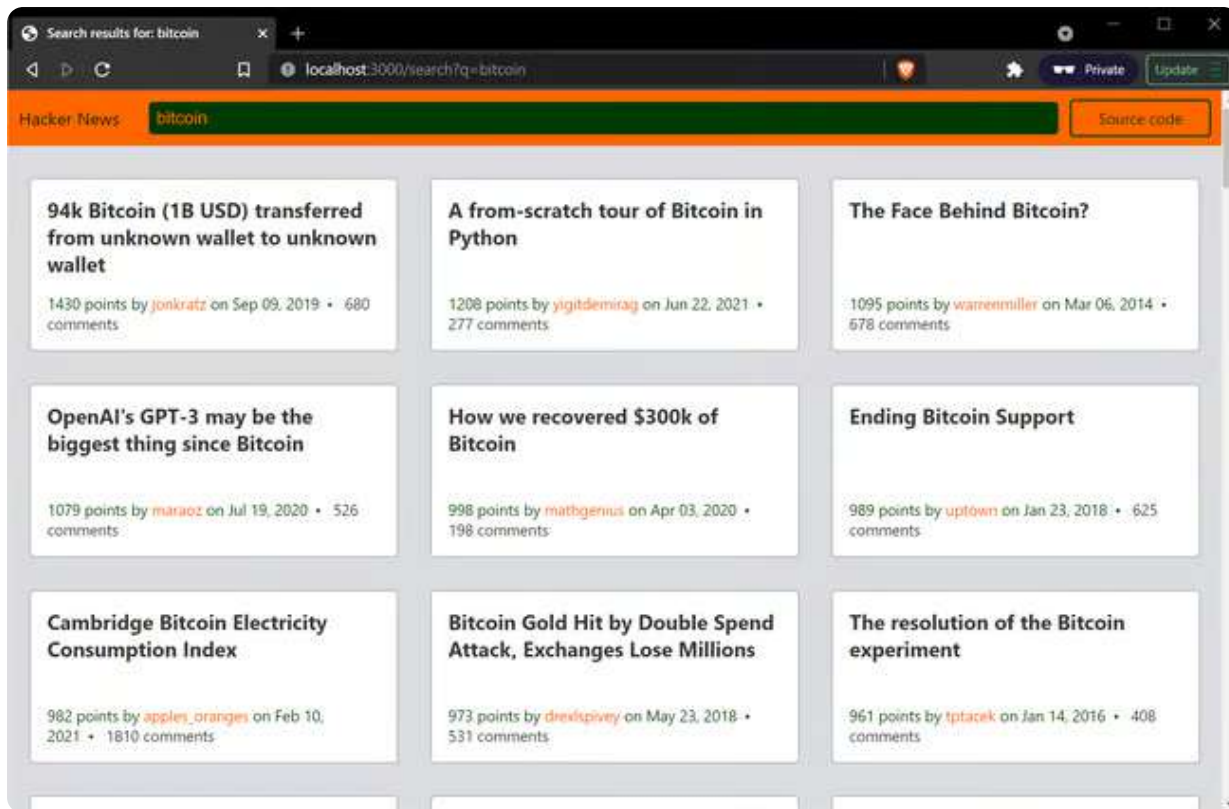 Search results for: bitcoin
localhost:3000/search?q=bitcoin
Private
Update
Hacker News
bitcoin
Source code
94k Bitcoin (1B USD) transferred
from unknown wallet to unknown
wallet
1430 points by jonkratz on Sep 09, 2019 • 680
comments
A from-scratch tour of Bitcoin in
Python
1208 points by yigitdemirag on Jun 22, 2021 •
277 comments
The Face Behind Bitcoin?
1095 points by warrenmiller on Mar 06, 2014 •
678 comments
OpenAI's GPT-3 may be the
biggest thing since Bitcoin
1079 points by maraoz on Jul 19, 2020 • 526
comments
How we recovered $300k of
Bitcoin
998 points by mathgenius on Apr 03, 2020 •
198 comments
Ending Bitcoin Support
989 points by uptown on Jan 23, 2018 • 625
comments
Cambridge Bitcoin Electricity
Consumption Index
982 points by apples_oranges on Feb 10,
2021 • 1810 comments
Bitcoin Gold Hit by Double Spend
Attack, Exchanges Lose Millions
973 points by drexlspivey on May 23, 2018 •
531 comments
The resolution of the Bitcoin
experiment
961 points by tptacek on Jan 14, 2016 • 408
comments